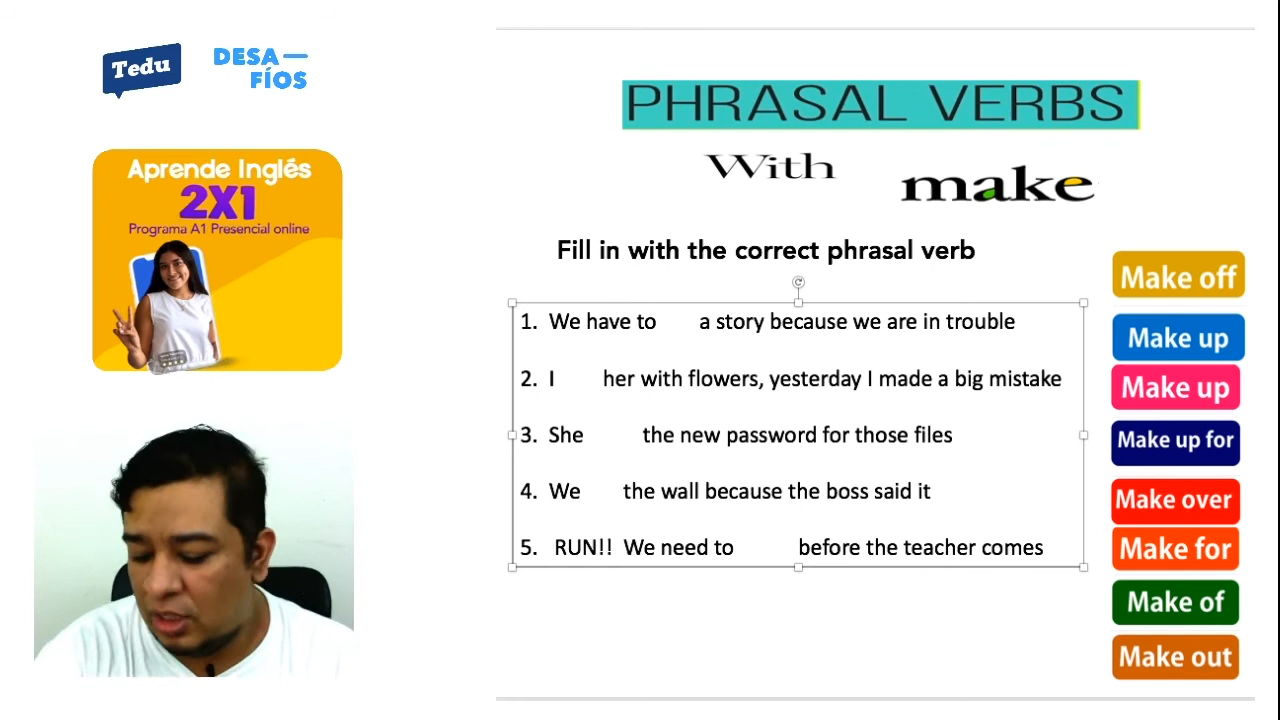 Tedu
DESA—
FÍOS
Aprende Inglés
2X1
Programa A1 Presencial online
PHRASAL VERBS
With
make
Fill in with the correct phrasal verb
1. We have to a story because we are in trouble
2. I her with flowers, yesterday I made a big mistake
3. She the new password for those files
4. We the wall because the boss said it
5. RUN!! We need to before the teacher comes
Make off
Make up
Make up
Make up for
Make over
Make for
Make of
Make out